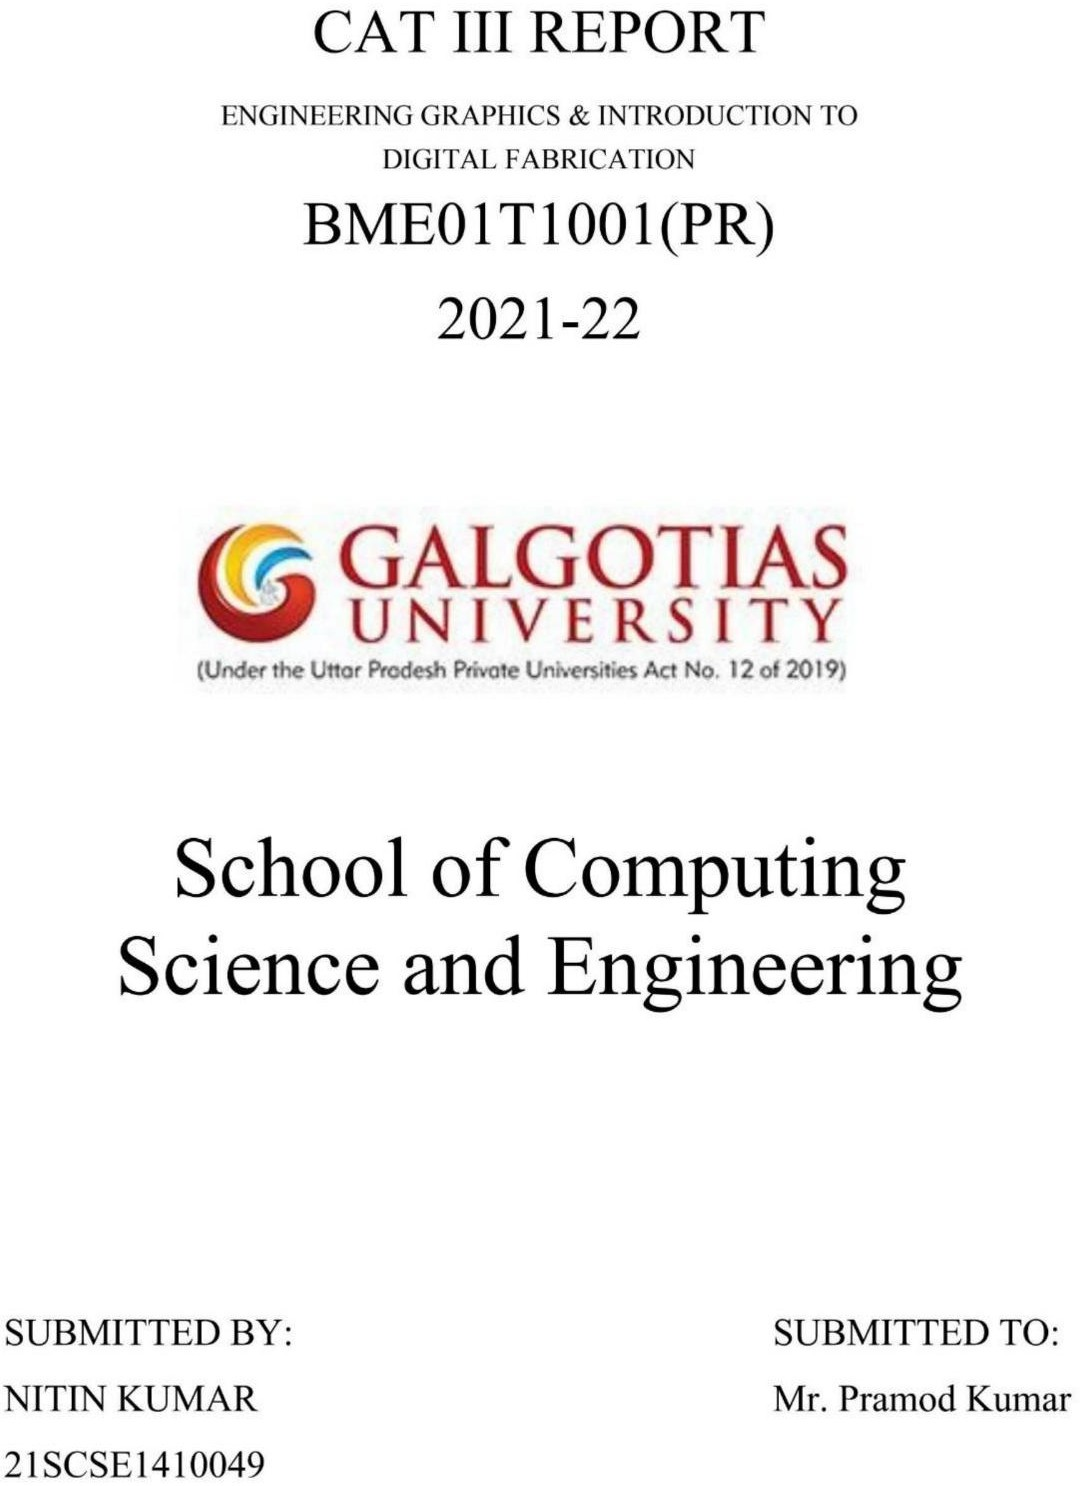 CAT III REPORT
ENGINEERING GRAPHICS & INTRODUCTION TO
DIGITAL FABRICATION
BME01T1001(PR)
2021-22
GALGOTIAS
UNIVERSITY
(Under the Uttar Pradesh Private Universities Act No. 12 of 2019)
School of Computing
Science and Engineering
SUBMITTED BY:
NITIN KUMAR
21SCSE1410049
SUBMITTED TO:
Mr. Pramod Kumar